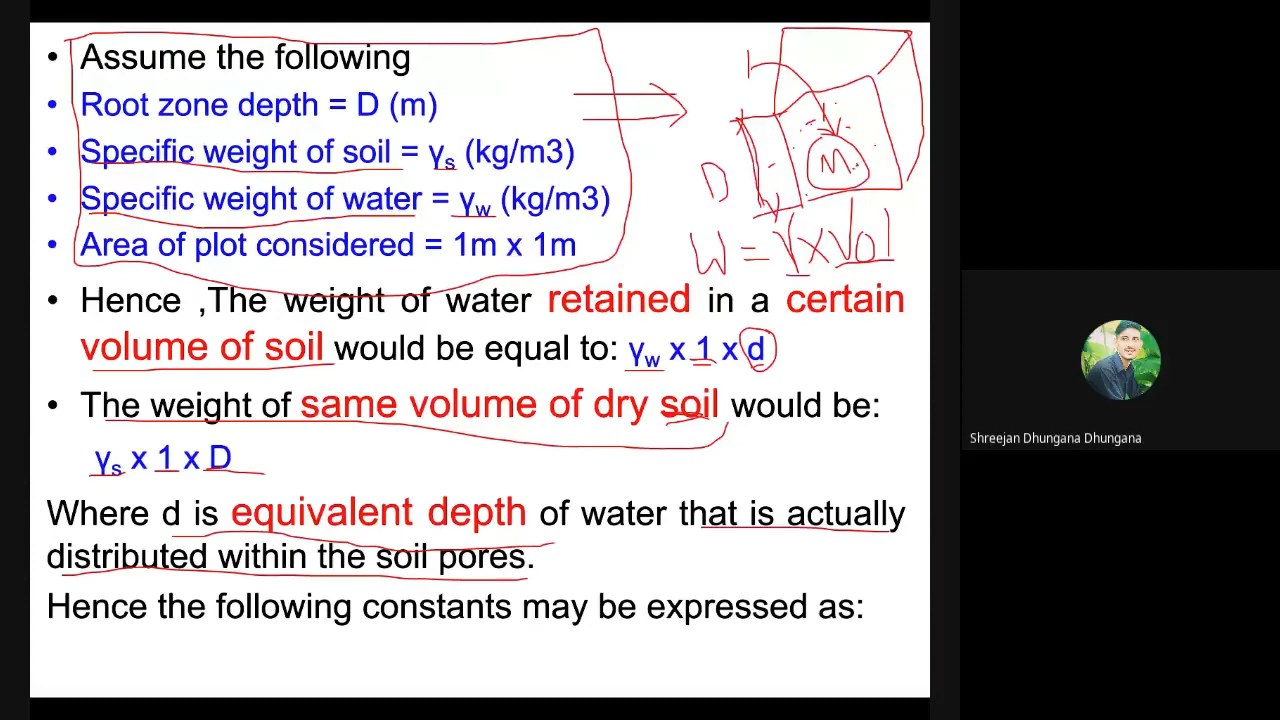 • Assume the following
• Root zone depth = D (m)
• Specific weight of soil = γs (kg/m3)
• Specific weight of water = γw (kg/m3)
• Area of plot considered = 1m x 1m
D
M
W = γ x Vol
• Hence ,The weight of water retained in a certain
volume of soil would be equal to: γw x 1 x d
• The weight of same volume of dry soil would be:
γs x 1 x D
Where d is equivalent depth of water that is actually
distributed within the soil pores.
Hence the following constants may be expressed as:
Shreejan Dhungana Dhungana